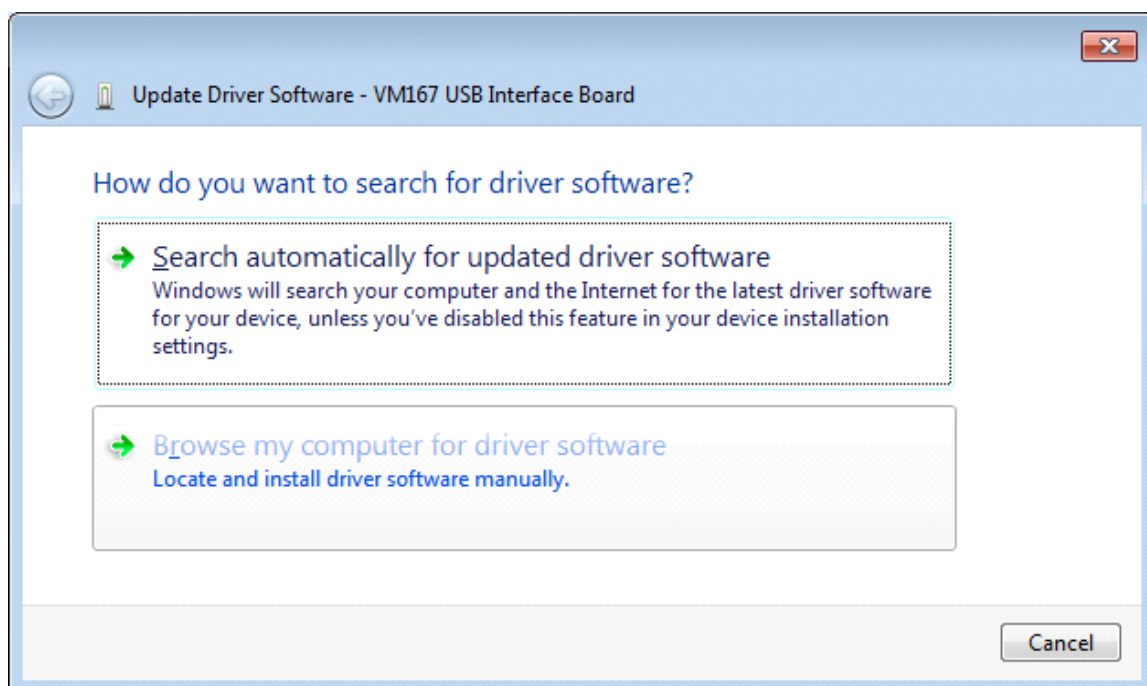 Update Driver Software - VM167 USB Interface Board
How do you want to search for driver software?
Search automatically for updated driver software
Windows will search your computer and the Internet for the latest driver software
for your device, unless you've disabled this feature in your device installation
settings.
Browse my computer for driver software
Locate and install driver software manually.
Cancel